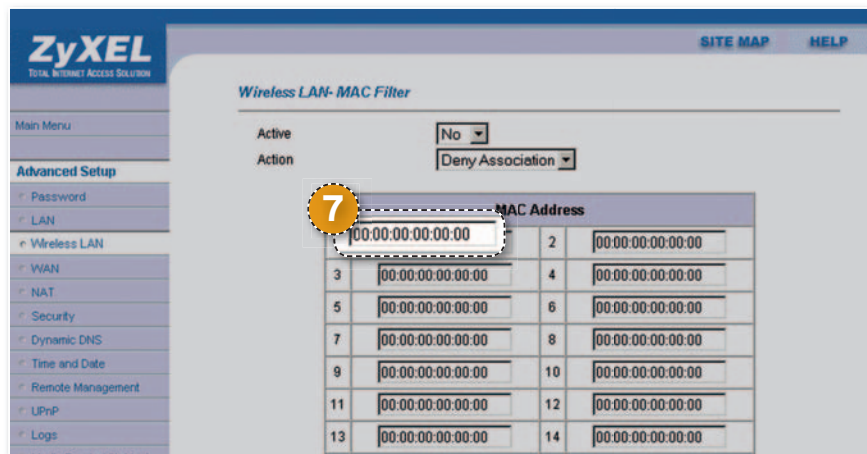 SITE MAP HELP
ZyXEL
TOTAL INTERNET ACCESS SOLUTION
Wireless LAN- MAC Filter
Main Menu
Active No
Action Deny Association
Advanced Setup
Password
LAN
Wireless LAN
WAN
NAT
Security
Dynamic DNS
Time and Date
Remote Management
UPnP
Logs
7
MAC Address
00:00:00:00:00:00 2 00:00:00:00:00:00
3 00:00:00:00:00:00 4 00:00:00:00:00:00
5 00:00:00:00:00:00 6 00:00:00:00:00:00
7 00:00:00:00:00:00 8 00:00:00:00:00:00
9 00:00:00:00:00:00 10 00:00:00:00:00:00
11 00:00:00:00:00:00 12 00:00:00:00:00:00
13 00:00:00:00:00:00 14 00:00:00:00:00:00